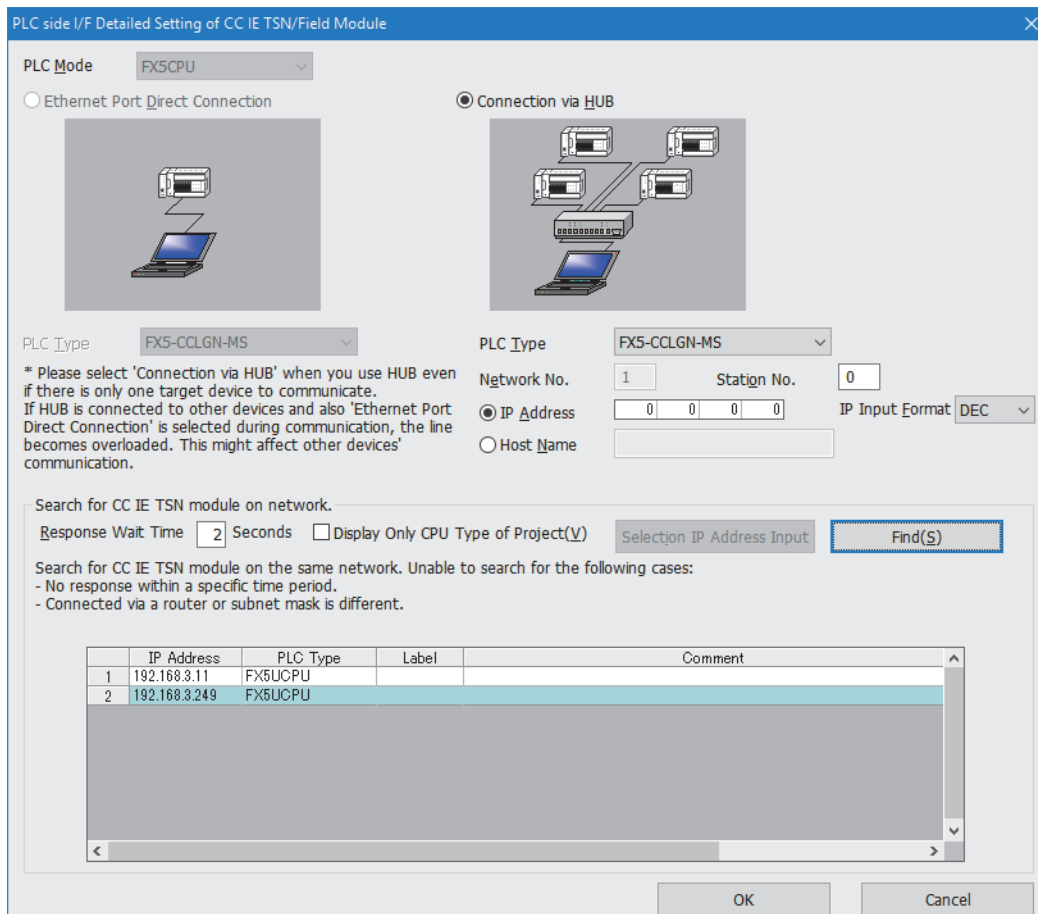 PLC side I/F Detailed Setting of CC IE TSN/Field Module
PLC Mode FX5CPU
Ethernet Port Direct Connection
Connection via HUB
PLC Type FX5-CCLGN-MS
* Please select 'Connection via HUB' when you use HUB even
if there is only one target device to communicate.
If HUB is connected to other devices and also 'Ethernet Port
Direct Connection' is selected during communication, the line
becomes overloaded. This might affect other devices'
communication.
PLC Type FX5-CCLGN-MS
Network No. 1 Station No. 0
IP Address 0 0 0 0 IP Input Format DEC
Host Name
Search for CC IE TSN module on network.
Response Wait Time 2 Seconds Display Only CPU Type of Project(V) Selection IP Address Input Find(S)
Search for CC IE TSN module on the same network. Unable to search for the following cases:
- No response within a specific time period.
- Connected via a router or subnet mask is different.
IP Address PLC Type Label Comment
1 192.168.3.11 FX5UCPU
2 192.168.3.249 FX5UCPU
OK Cancel